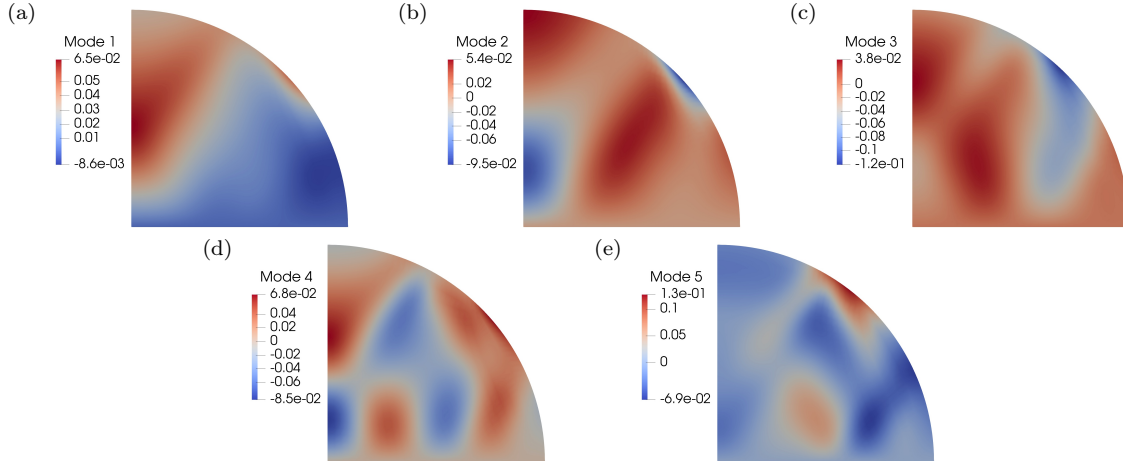 (a)
Mode 1
6.5e-02
0.05
0.04
0.03
0.02
0.01
-8.6e-03
(b)
Mode 2
5.4e-02
0.02
0
-0.02
-0.04
-0.06
-9.5e-02
(c)
Mode 3
3.8e-02
0
-0.02
-0.04
-0.06
-0.08
-0.1
-1.2e-01
(d)
Mode 4
6.8e-02
0.04
0.02
0
-0.02
-0.04
-0.06
-8.5e-02
(e)
Mode 5
1.3e-01
0.1
0.05
0
-6.9e-02